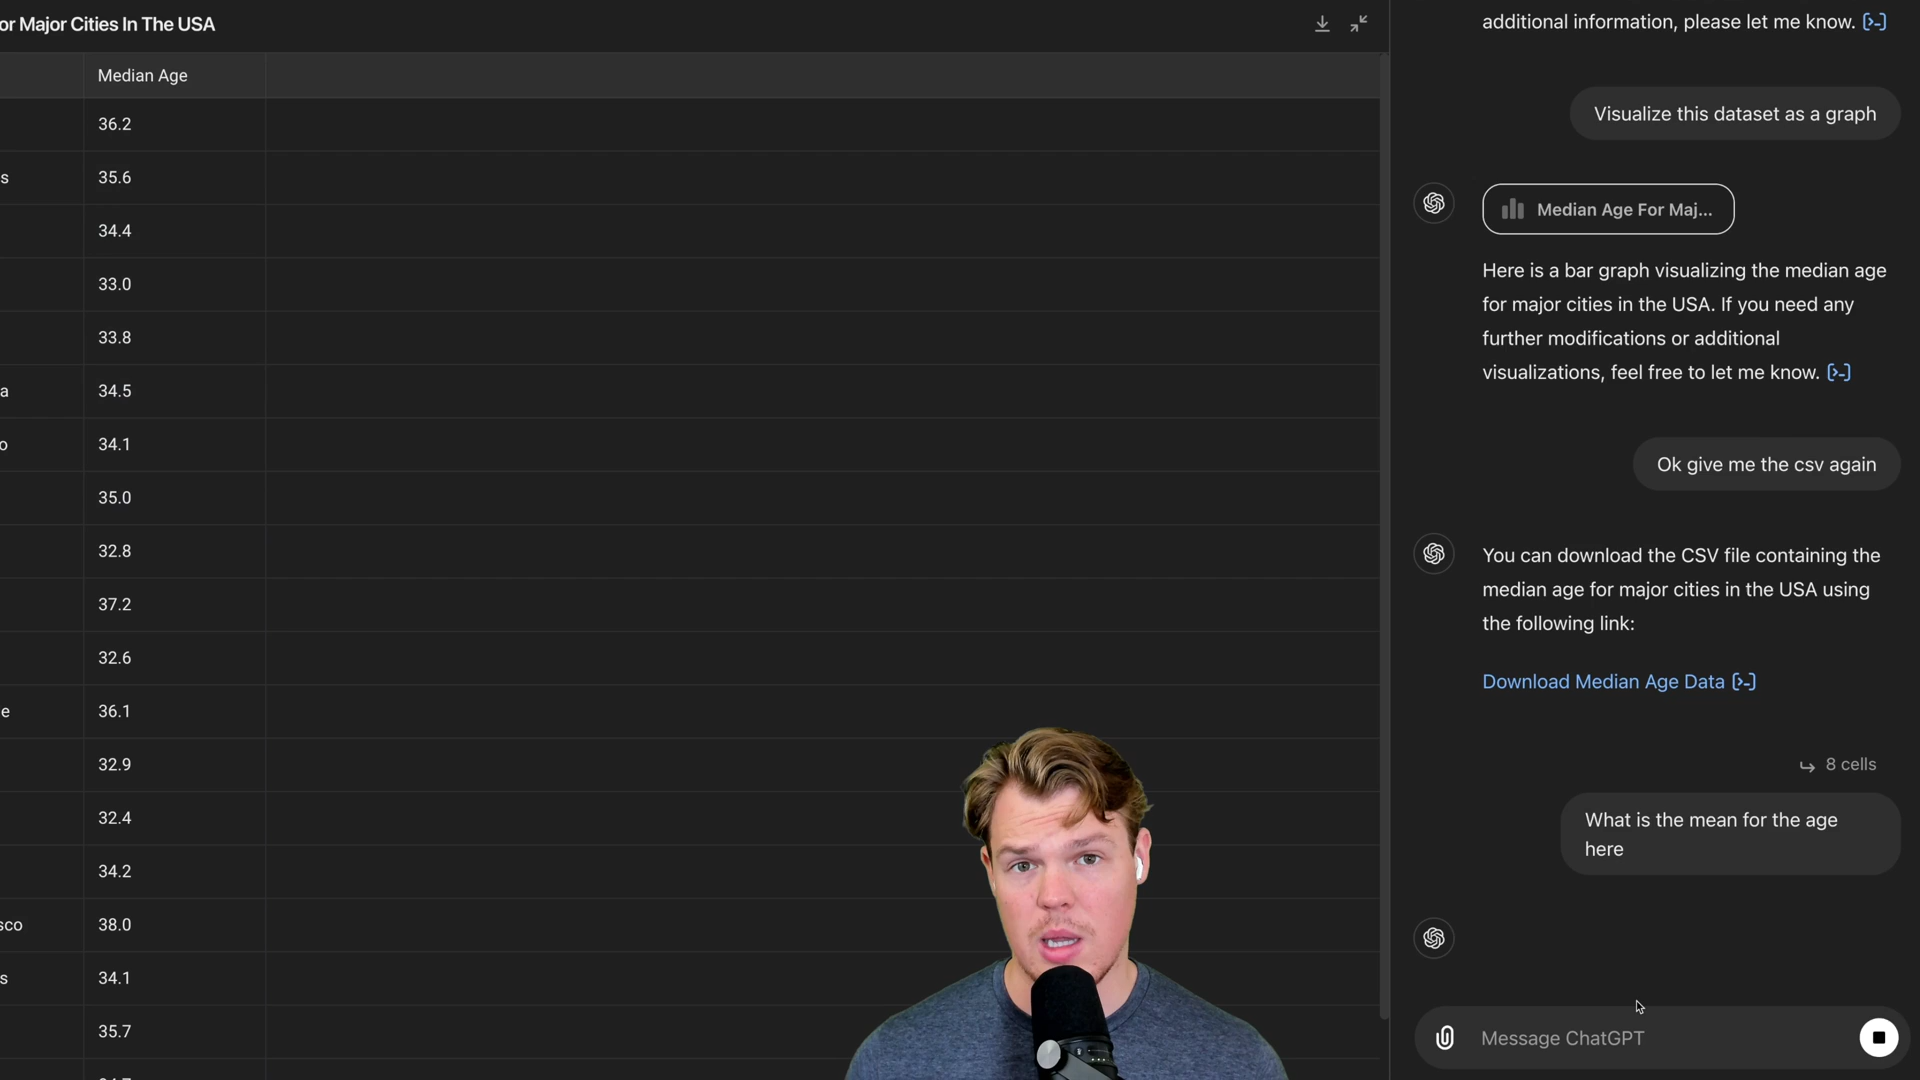 or Major Cities In The USA
Median Age
36.2
s
35.6
34.4
33.0
33.8
a
34.5
o
34.1
35.0
32.8
37.2
32.6
e
36.1
32.9
32.4
34.2
sco
38.0
s
34.1
35.7
additional information, please let me know.
Visualize this dataset as a graph
Median Age For Maj...
Here is a bar graph visualizing the median age
for major cities in the USA. If you need any
further modifications or additional
visualizations, feel free to let me know.
Ok give me the csv again
You can download the CSV file containing the
median age for major cities in the USA using
the following link:
Download Median Age Data
8 cells
What is the mean for the age
here
Message ChatGPT